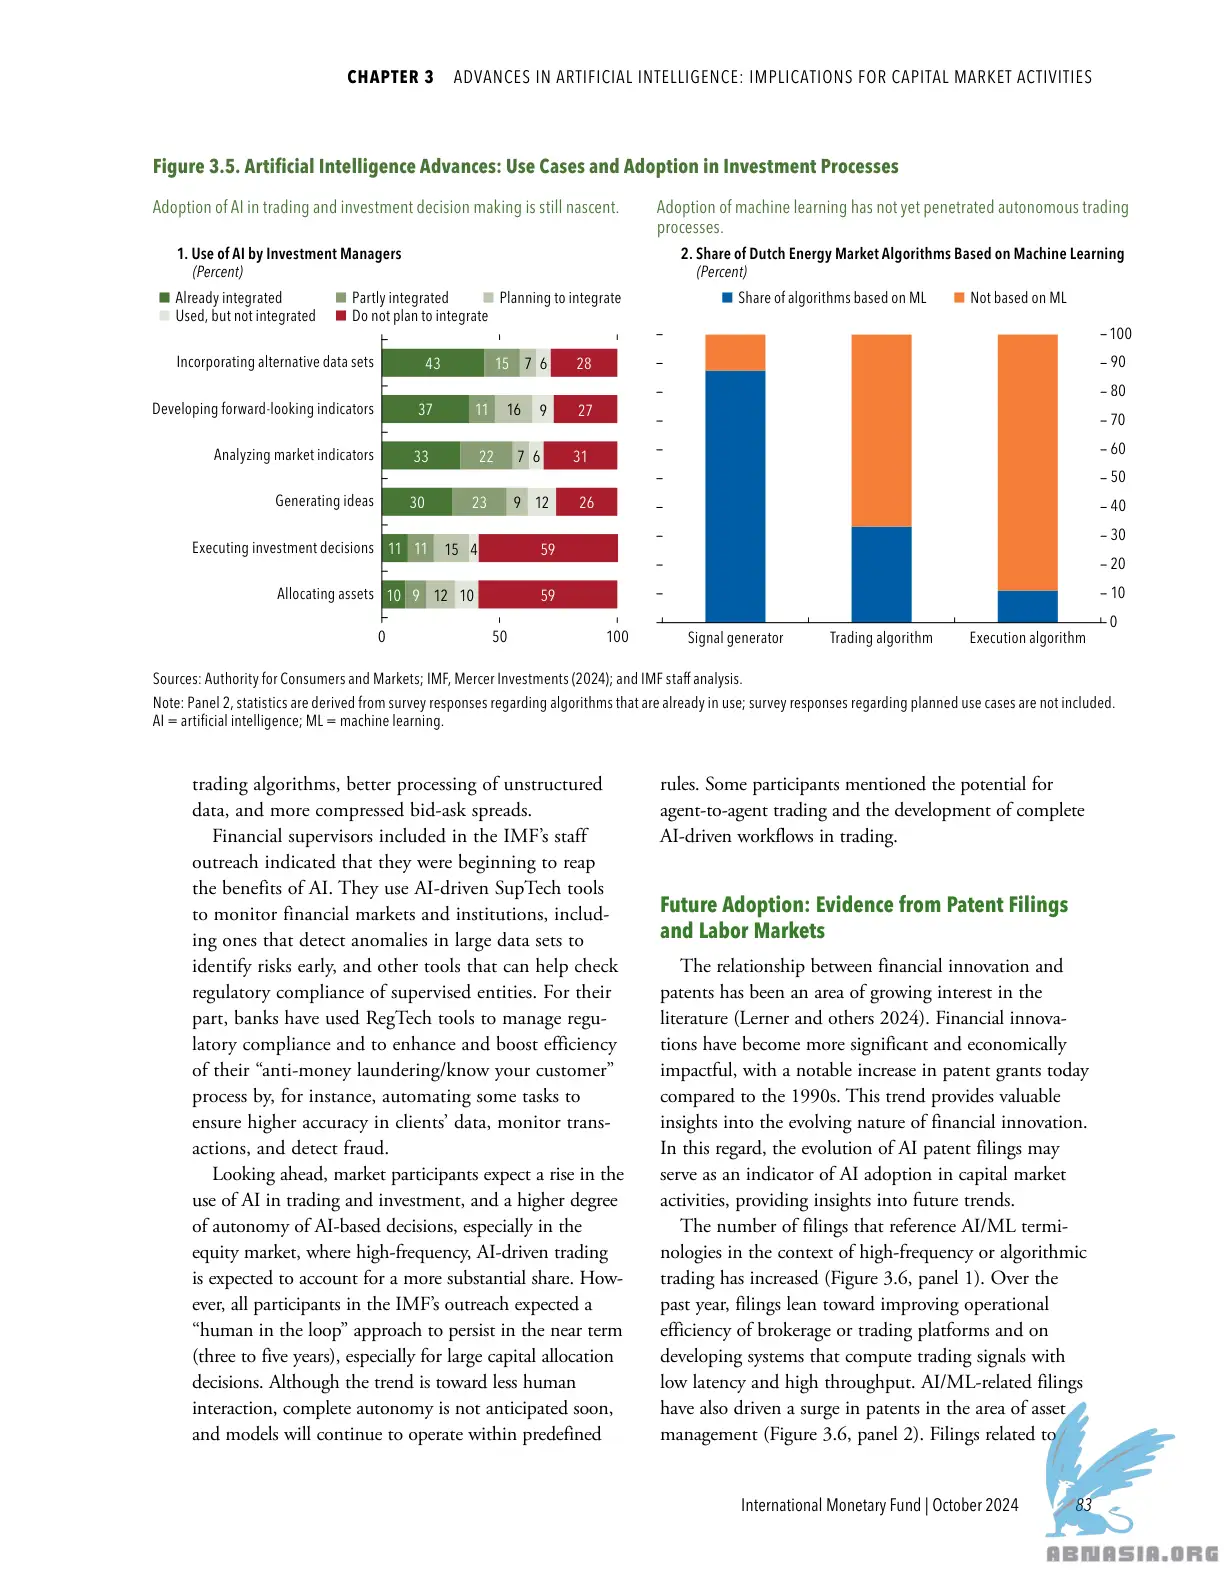 CHAPTER 3 ADVANCES IN ARTIFICIAL INTELLIGENCE: IMPLICATIONS FOR CAPITAL MARKET ACTIVITIES
Figure 3.5. Artificial Intelligence Advances: Use Cases and Adoption in Investment Processes
Adoption of AI in trading and investment decision making is still nascent.
1. Use of AI by Investment Managers
(Percent)
Already integrated
Partly integrated
Planning to integrate
Used, but not integrated
Do not plan to integrate
Incorporating alternative data sets 43 15 7 6 28
Developing forward-looking indicators 37 11 16 9 27
Analyzing market indicators 33 22 7 6 31
Generating ideas 30 23 9 12 26
Executing investment decisions 11 11 15 4 59
Allocating assets 10 9 12 10 59
0 50 100
Adoption of machine learning has not yet penetrated autonomous trading
processes.
2. Share of Dutch Energy Market Algorithms Based on Machine Learning
(Percent)
Share of algorithms based on ML
Not based on ML
100
90
80
70
60
50
40
30
20
10
0
Signal generator Trading algorithm Execution algorithm
Sources: Authority for Consumers and Markets; IMF, Mercer Investments (2024); and IMF staff analysis.
Note: Panel 2, statistics are derived from survey responses regarding algorithms that are already in use; survey responses regarding planned use cases are not included.
AI = artificial intelligence; ML = machine learning.
trading algorithms, better processing of unstructured
data, and more compressed bid-ask spreads.
Financial supervisors included in the IMF’s staff
outreach indicated that they were beginning to reap
the benefits of AI. They use AI-driven SupTech tools
to monitor financial markets and institutions, includ-
ing ones that detect anomalies in large data sets to
identify risks early, and other tools that can help check
regulatory compliance of supervised entities. For their
part, banks have used RegTech tools to manage regu-
latory compliance and to enhance and boost efficiency
of their “anti-money laundering/know your customer”
process by, for instance, automating some tasks to
ensure higher accuracy in clients’ data, monitor trans-
actions, and detect fraud.
Looking ahead, market participants expect a rise in the
use of AI in trading and investment, and a higher degree
of autonomy of AI-based decisions, especially in the
equity market, where high-frequency, AI-driven trading
is expected to account for a more substantial share. How-
ever, all participants in the IMF’s outreach expected a
“human in the loop” approach to persist in the near term
(three to five years), especially for large capital allocation
decisions. Although the trend is toward less human
interaction, complete autonomy is not anticipated soon,
and models will continue to operate within predefined
rules. Some participants mentioned the potential for
agent-to-agent trading and the development of complete
AI-driven workflows in trading.
Future Adoption: Evidence from Patent Filings
and Labor Markets
The relationship between financial innovation and
patents has been an area of growing interest in the
literature (Lerner and others 2024). Financial innova-
tions have become more significant and economically
impactful, with a notable increase in patent grants today
compared to the 1990s. This trend provides valuable
insights into the evolving nature of financial innovation.
In this regard, the evolution of AI patent filings may
serve as an indicator of AI adoption in capital market
activities, providing insights into future trends.
The number of filings that reference AI/ML termi-
nologies in the context of high-frequency or algorithmic
trading has increased (Figure 3.6, panel 1). Over the
past year, filings lean toward improving operational
efficiency of brokerage or trading platforms and on
developing systems that compute trading signals with
low latency and high throughput. AI/ML-related filings
have also driven a surge in patents in the area of asset
management (Figure 3.6, panel 2). Filings related to
International Monetary Fund | October 2024 83
ABNASIA.ORG